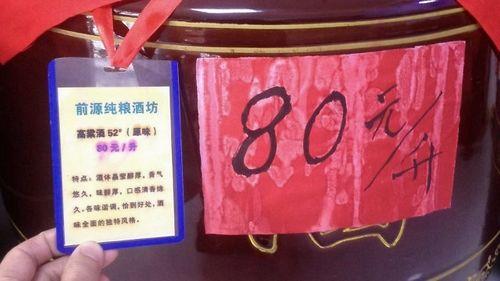 前源纯粮酒坊
高粱酒 52°（原味）
80 元 / 升
特点：酒体晶莹醇厚，香气
悠久，味醇厚，口感清香绵
久，各味谐调，恰到好处，酒
味全面的独特风格。
80元/升